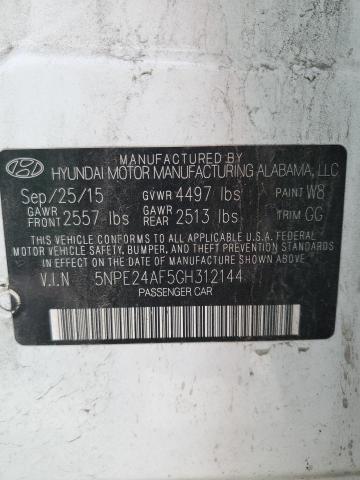 MANUFACTURED BY
HYUNDAI MOTOR MANUFACTURING ALABAMA, LLC
Sep/25/15 GVWR 4497 lbs PAINT W8
GAWR FRONT 2557 lbs GAWR REAR 2513 lbs TRIM GG
THIS VEHICLE CONFORMS TO ALL APPLICABLE U.S.A FEDERAL
MOTOR VEHICLE SAFETY, BUMPER, AND THEFT PREVENTION
STANDARDS IN EFFECT ON THE DATE OF MANUFACTURE SHOWN ABOVE.
V.I.N 5NPE24AF5GH312144
PASSENGER CAR